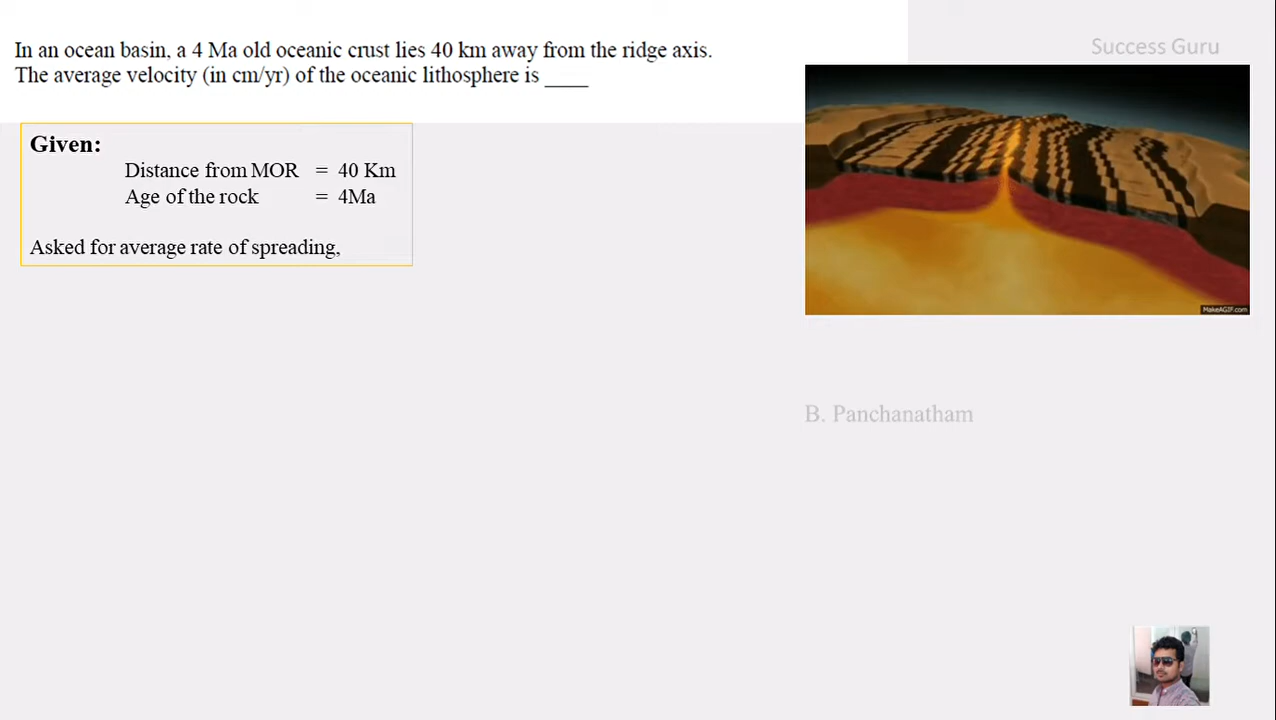 In an ocean basin, a 4 Ma old oceanic crust lies 40 km away from the ridge axis.
The average velocity (in cm/yr) of the oceanic lithosphere is ____
Success Guru
Given:
Distance from MOR = 40 Km
Age of the rock = 4Ma
Asked for average rate of spreading,
MakeAGIF.com
B. Panchanatham